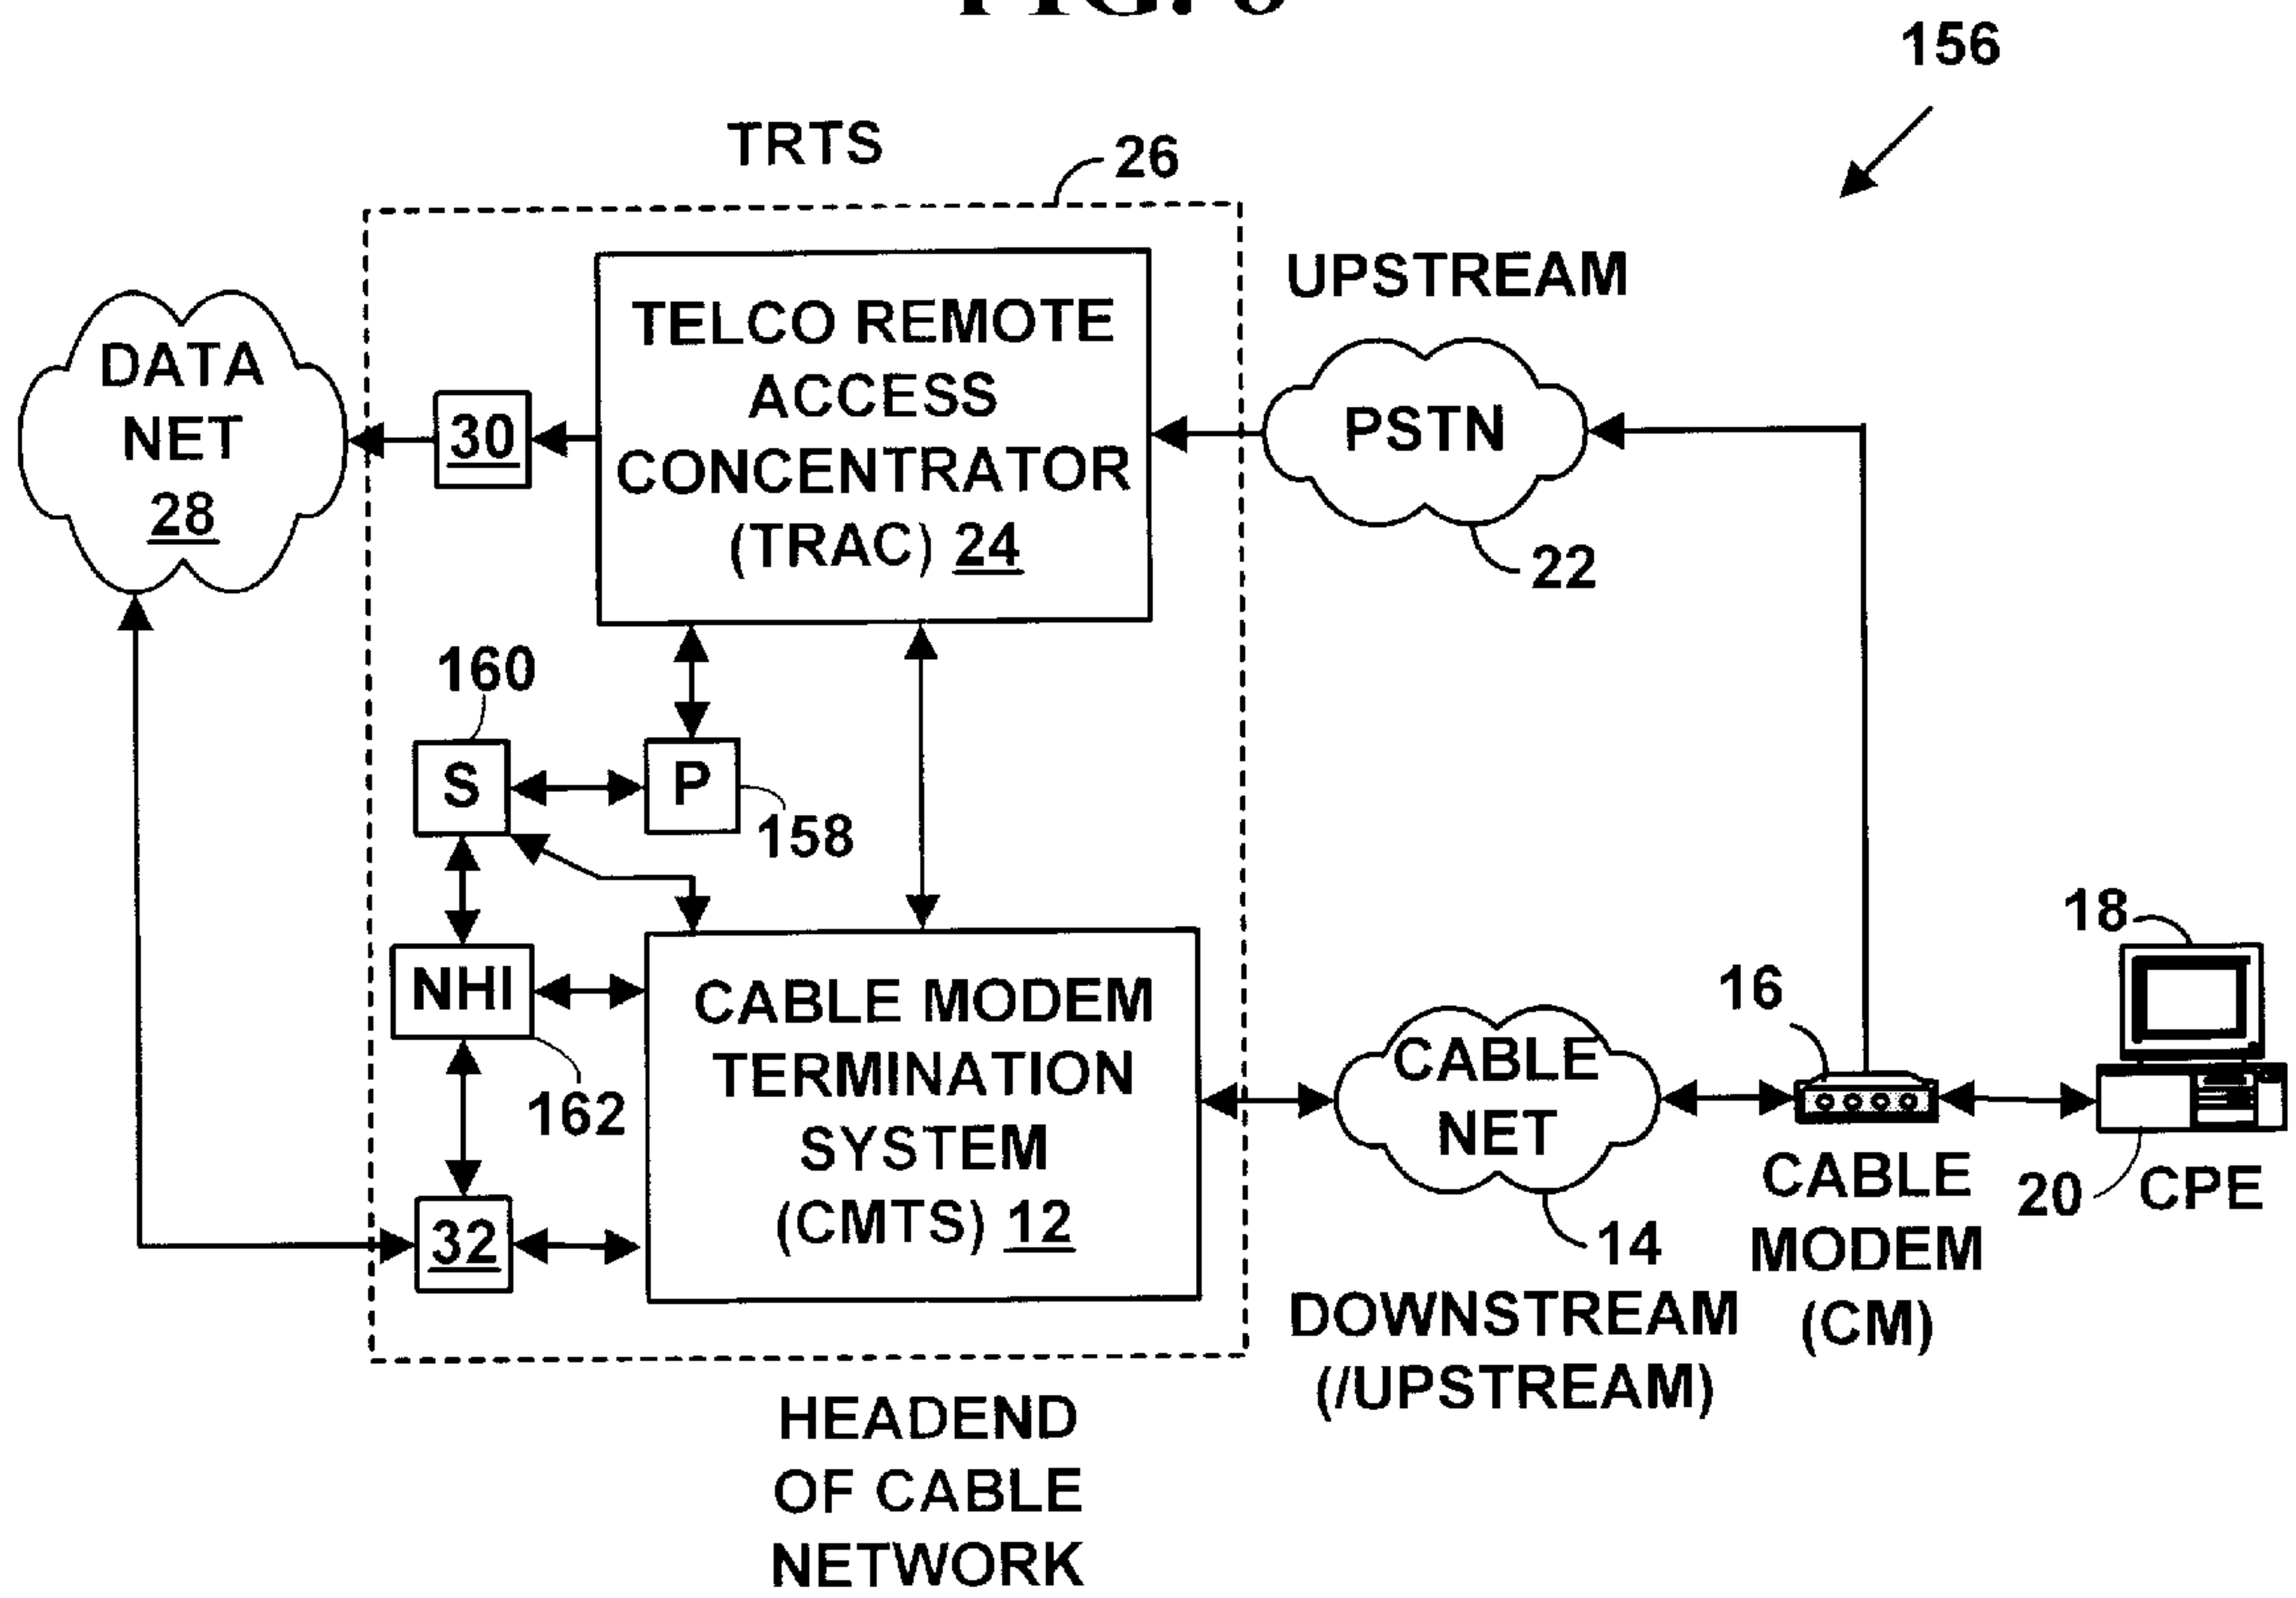 156
TRTS
26
UPSTREAM
TELCO REMOTE
ACCESS
CONCENTRATOR
(TRAC) 24
DATA
NET
28
30
PSTN
22
160
S
P
158
NHI
162
32
CABLE MODEM
TERMINATION
SYSTEM
(CMTS) 12
CABLE
NET
14
DOWNSTREAM
(/UPSTREAM)
16
CABLE
MODEM
(CM)
18
20
CPE
HEADEND
OF CABLE
NETWORK